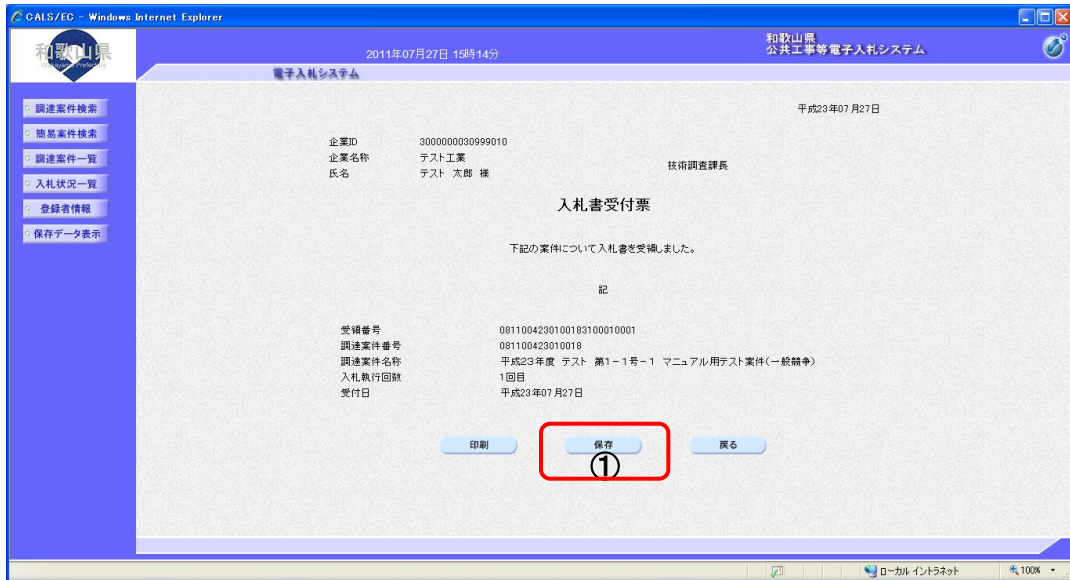 CALS/EC - Windows Internet Explorer
和歌山県
Wakayama Prefecture
2011年07月27日 15時14分
和歌山県
公共工事等電子入札システム
電子入札システム
調達案件検索
簡易案件検索
調達案件一覧
入札状況一覧
登録者情報
保存データ表示
平成23年07月27日
企業ID 3000000030999010
企業名称 テスト工業
氏名 テスト 太郎 様
技術調査課長
入札書受付票
下記の案件について入札書を受領しました。
記
受領番号 0811004230100183100010001
調達案件番号 081100423010018
調達案件名称 平成23年度 テスト 第1-1号-1 マニュアル用テスト案件(一般競争)
入札執行回数 1回目
受付日 平成23年07月27日
印刷 保存 戻る
①
ローカル イントラネット 100%